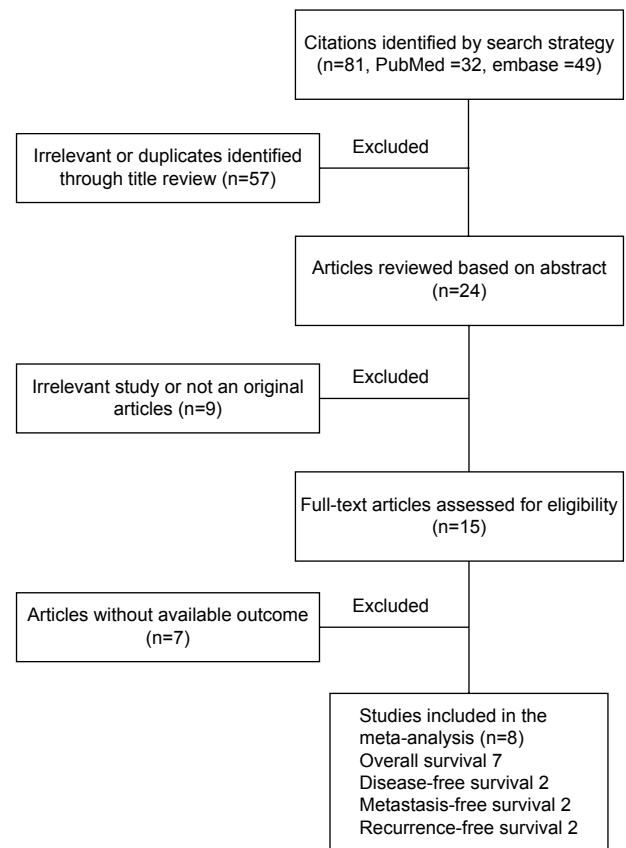 Citations identified by search strategy
(n=81, PubMed =32, embase =49)
Excluded
Irrelevant or duplicates identified
through title review (n=57)
Articles reviewed based on abstract
(n=24)
Excluded
Irrelevant study or not an original
articles (n=9)
Full-text articles assessed for eligibility
(n=15)
Excluded
Articles without available outcome
(n=7)
Studies included in the
meta-analysis (n=8)
Overall survival 7
Disease-free survival 2
Metastasis-free survival 2
Recurrence-free survival 2